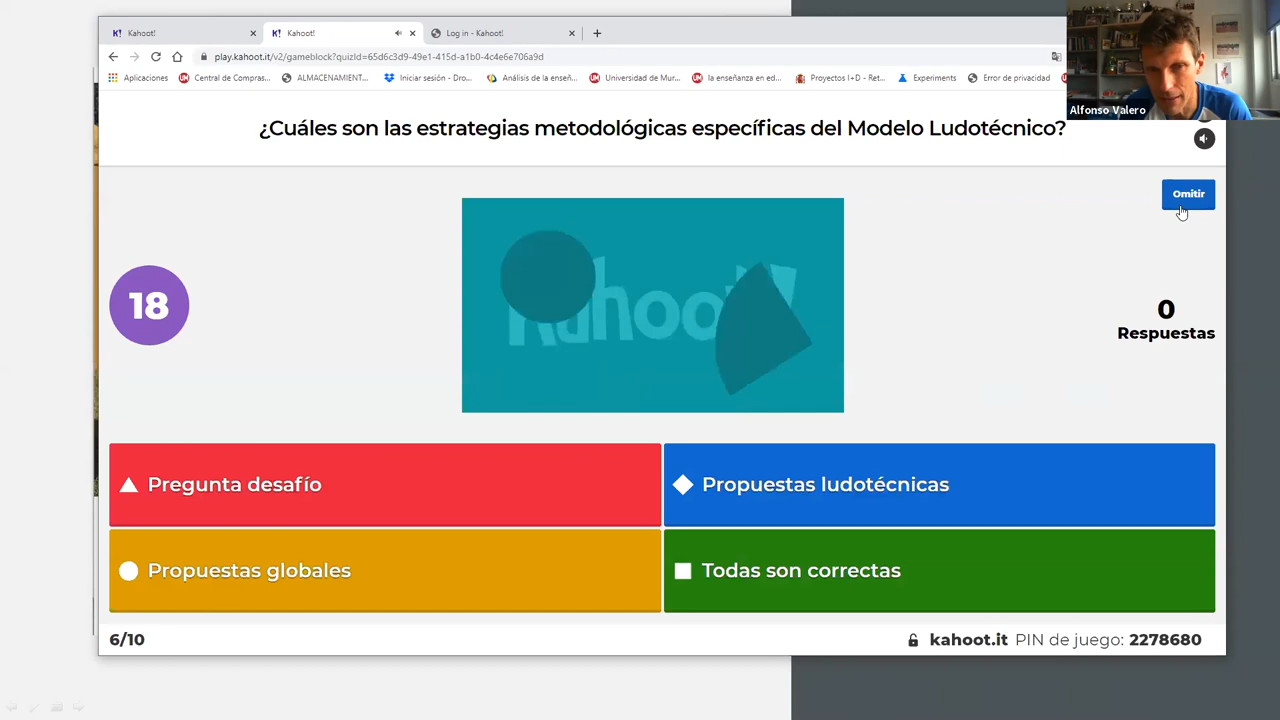 Kahoot!
Kahoot!
Log in - Kahoot!
play.kahoot.it/v2/gameblock?quizId=65d6c3d9-49e1-415d-a1b0-4c4e6e706a9d
Aplicaciones
Central de Compras...
ALMACENAMIENT...
Iniciar sesión - Dro...
Análisis de la enseñ...
Universidad de Mur...
la enseñanza en ed...
Proyectos I+D - Ret...
Experiments
Error de privacidad
Alfonso Valero
¿Cuáles son las estrategias metodológicas específicas del Modelo Ludotécnico?
Omitir
18
Kahoot!
0
Respuestas
Pregunta desafío
Propuestas ludotécnicas
Propuestas globales
Todas son correctas
6/10
kahoot.it PIN de juego: 2278680